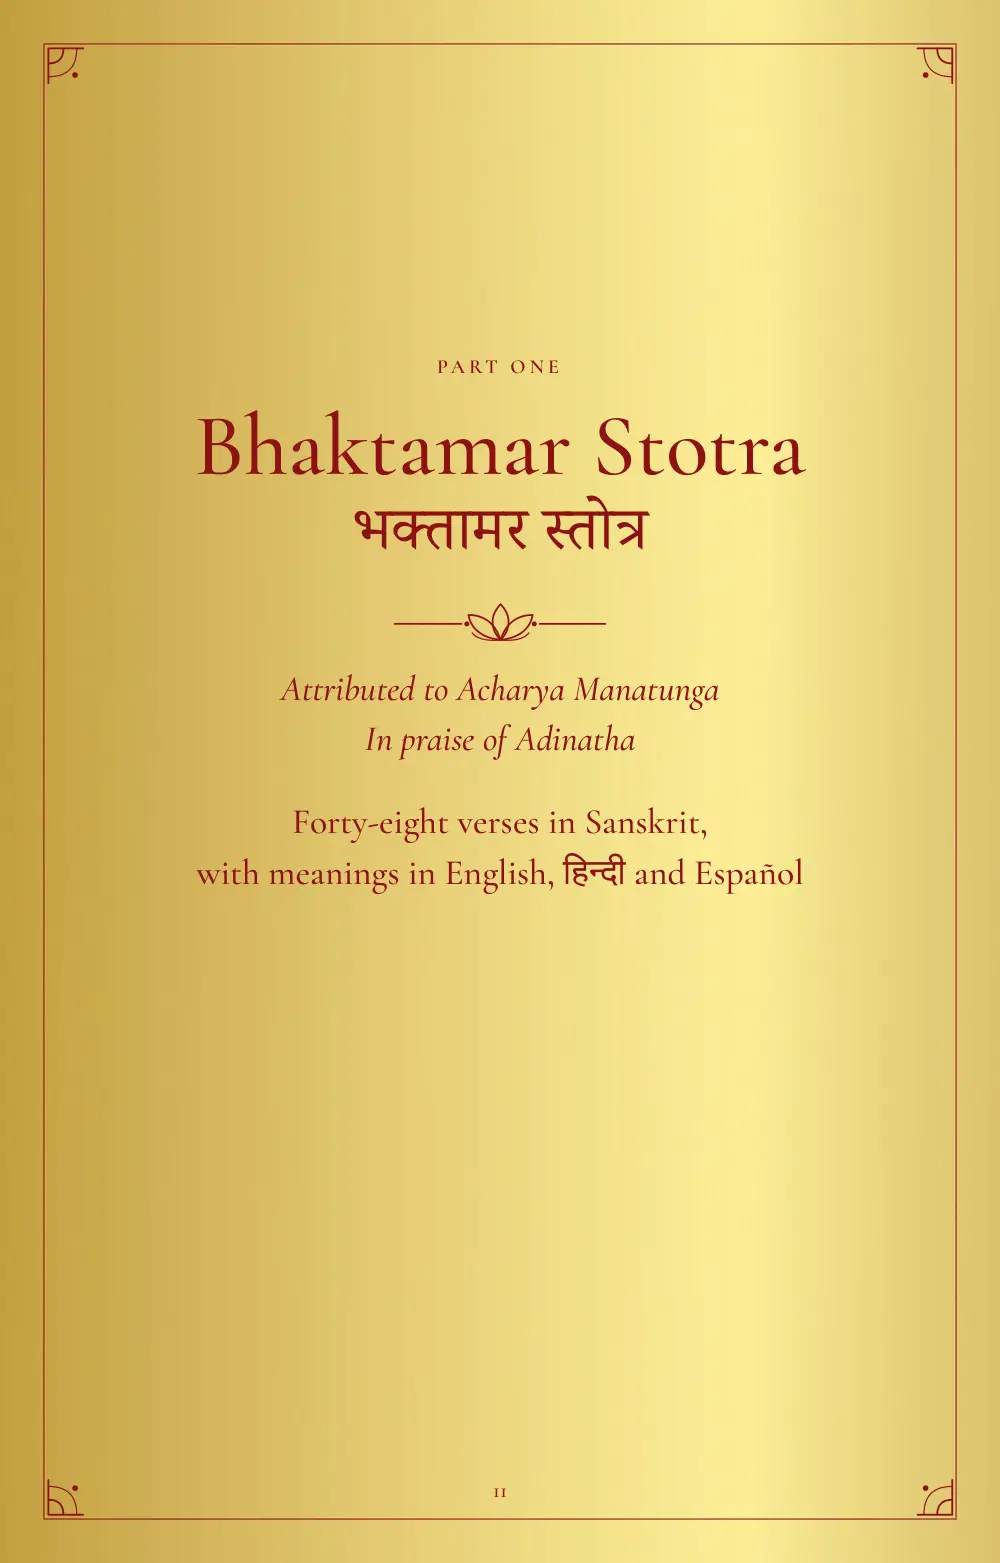 PART ONE
Bhaktamar Stotra
भक्तामर स्तोत्र
Attributed to Acharya Manatunga
In praise of Adinatha
Forty-eight verses in Sanskrit,
with meanings in English, हिन्दी and Español
11